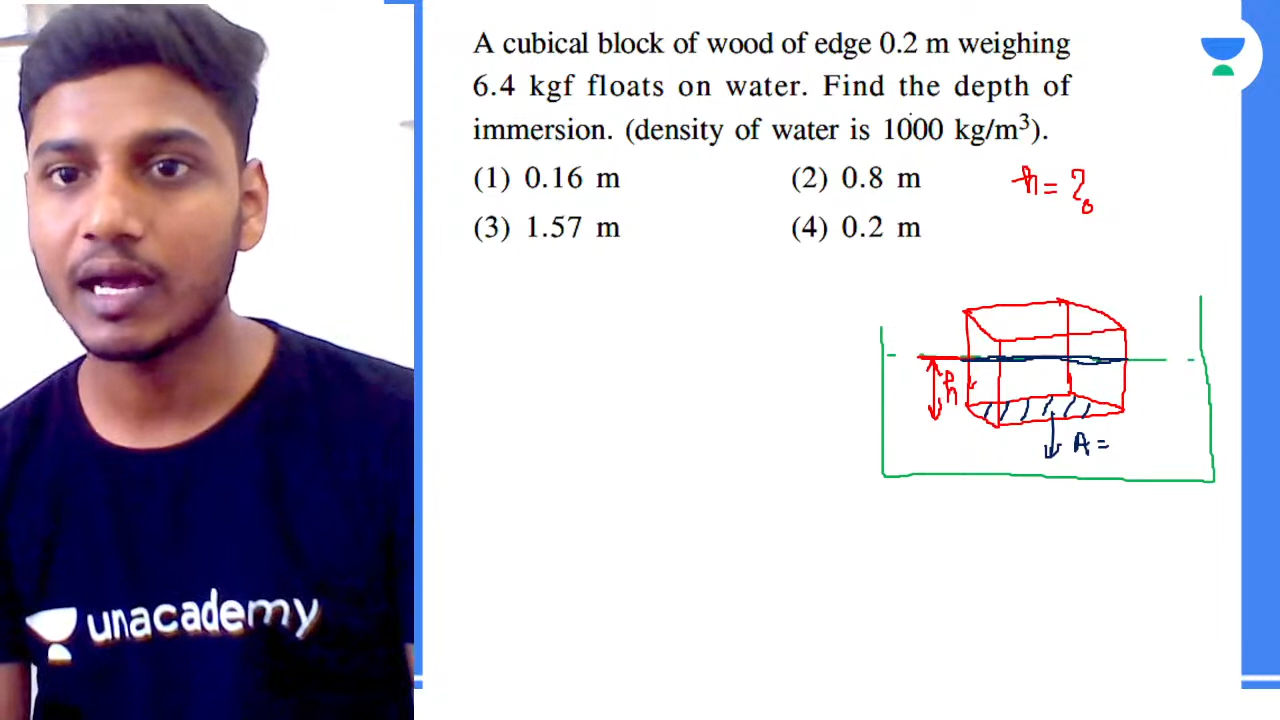 A cubical block of wood of edge 0.2 m weighing
6.4 kgf floats on water. Find the depth of
immersion. (density of water is 1000 kg/m³).
(1) 0.16 m (2) 0.8 m
h = ?
(3) 1.57 m (4) 0.2 m
h
A =
unacademy